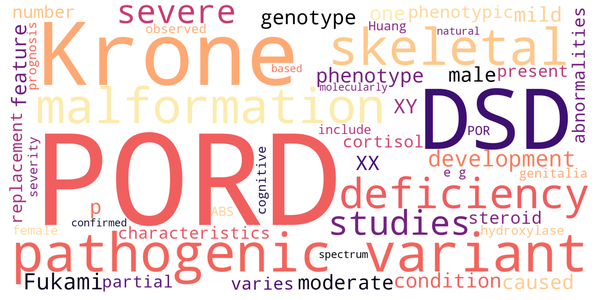 number
severe
genotype
one
phenotypic
mild
prognosis
feature
observed
Krone
based
Huang
natural
skeletal
abnormalities
phenotype
male
present
molecularly
malformation
XY
DSD
POR
replacement
severity
PORD
include
cortisol
cognitive
XX
development
e g
genitalia
deficiency
p
ABS
confirmed
characteristics
studies
steroid
hydroxylase
female
pathogenic variant
spectrum
Fukami
partial
varies
moderate
condition
caused